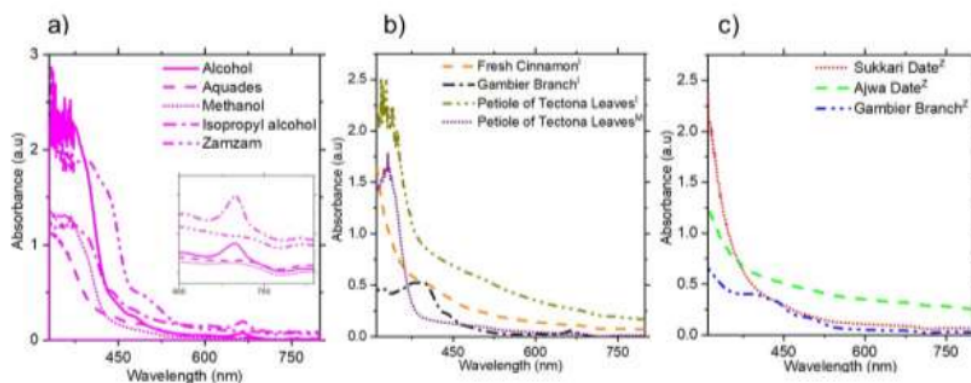 a)
3
2
1
0
Absorbance (a.u)
450
600
750
Wavelength (nm)
Alcohol
Aquades
Methanol
Isopropyl alcohol
Zamzam
600
750
b)
2.5
2.0
1.5
1.0
0.5
0.0
Absorbance (a.u)
450
600
750
Wavelength (nm)
Fresh Cinnamon^I
Gambier Branch^I
Petiole of Tectona Leaves^I
Petiole of Tectona Leaves^M
c)
2.5
2.0
1.5
1.0
0.5
0.0
Absorbance (a.u)
450
600
750
Wavelength (nm)
Sukkari Date^Z
Ajwa Date^Z
Gambier Branch^Z